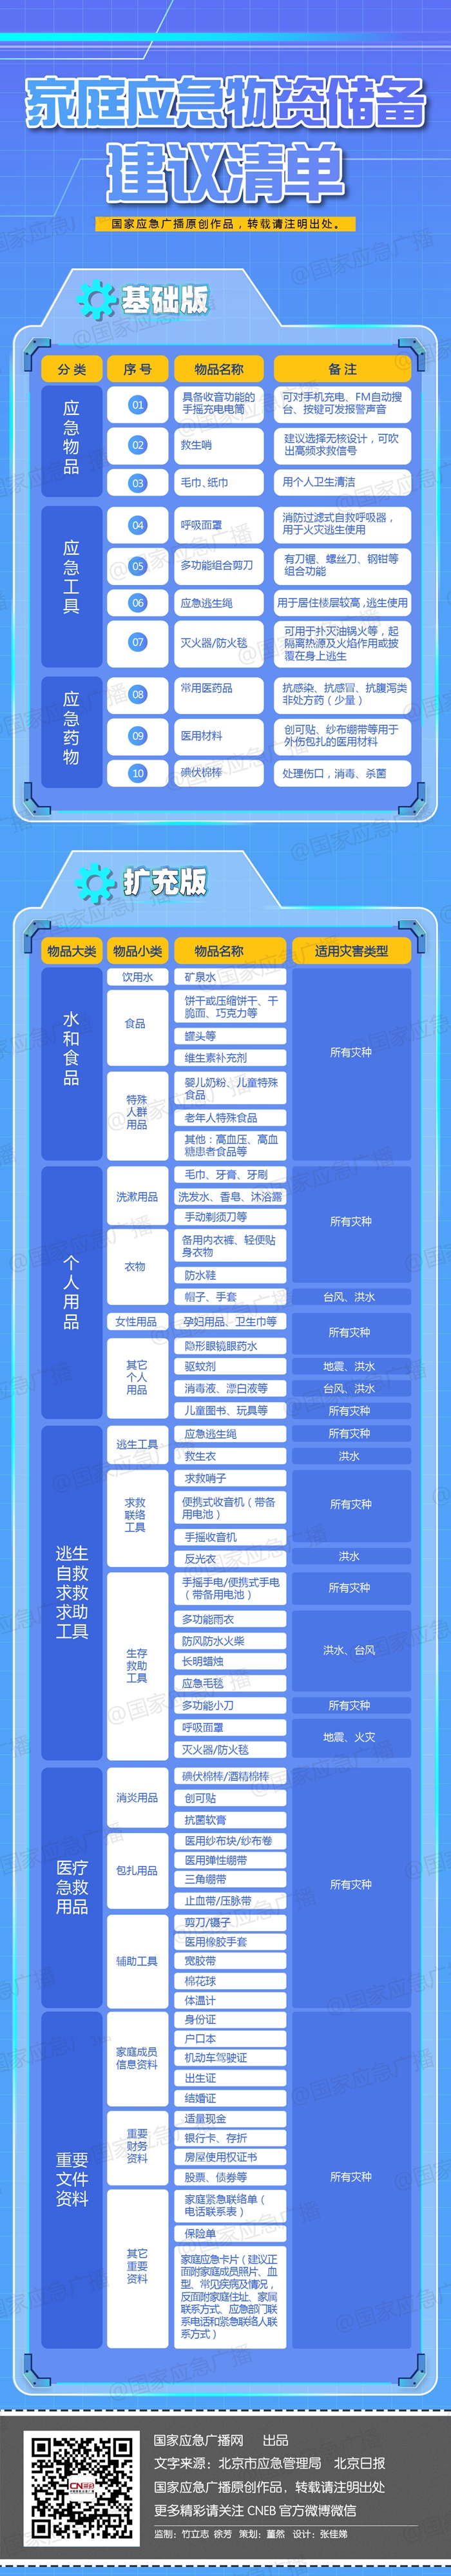 家庭应急物资储备
建议清单
国家应急广播原创作品，转载请注明出处。
基础版
分类 序号 物品名称 备注
应急物品
01
具备收音功能的
手摇充电电筒
可对手机充电、FM自动搜
台、按键可发报警声音
02
救生哨
建议选择无核设计，可吹
出高频求救信号
03
毛巾、纸巾
用个人卫生清洁
应急工具
04
呼吸面罩
消防过滤式自救呼吸器，
用于火灾逃生使用
05
多功能组合剪刀
有刀锯、螺丝刀、钢钳等
组合功能
06
应急逃生绳
用于居住楼层较高，逃生使用
07
灭火器/防火毯
可用于扑灭油锅火等，起
隔离热源及火焰作用或披
覆在身上逃生
应急药物
08
常用医药品
抗感染、抗感冒、抗腹泻类
非处方药（少量）
09
医用材料
创可贴、纱布绷带等用于
外伤包扎的医用材料
10
碘伏棉棒
处理伤口，消毒、杀菌
扩充版
物品大类 物品小类 物品名称 适用灾害类型
水和食品
饮用水
矿泉水
食品
饼干或压缩饼干、干
脆面、巧克力等
罐头等
维生素补充剂
特殊
人群
用品
婴儿奶粉、儿童特殊
食品
老年人特殊食品
其他：高血压、高血
糖患者食品等
所有灾种
个人用品
洗漱用品
毛巾、牙膏、牙刷
洗发水、香皂、沐浴露
手动剃须刀等
衣物
备用内衣裤、轻便贴
身衣物
防水鞋
所有灾种
帽子、手套
台风、洪水
女性用品
孕妇用品、卫生巾等
其它
个人
用品
隐形眼镜眼药水
所有灾种
驱蚊剂
地震、洪水
消毒液、漂白液等
台风、洪水
儿童图书、玩具等
所有灾种
逃生
自救
求救
求助
工具
逃生工具
应急逃生绳
所有灾种
救生衣
洪水
求救
联络
工具
求救哨子
便携式收音机（带备
用电池）
手摇收音机
所有灾种
反光衣
洪水
生存
救助
工具
手摇手电/便携式手电
（带备用电池）
所有灾种
多功能雨衣
防风防水火柴
长明蜡烛
应急毛毯
洪水、台风
多功能小刀
所有灾种
呼吸面罩
灭火器/防火毯
地震、火灾
医疗
急救
用品
消炎用品
碘伏棉棒/酒精棉棒
创可贴
抗菌软膏
包扎用品
医用纱布块/纱布卷
医用弹性绷带
三角绷带
止血带/压脉带
辅助工具
剪刀/镊子
医用橡胶手套
宽胶带
棉花球
体温计
所有灾种
重要
文件
资料
家庭成员
信息资料
身份证
户口本
机动车驾驶证
出生证
结婚证
重要
财务
资料
适量现金
银行卡、存折
房屋使用权证书
股票、债券等
其它
重要
资料
家庭紧急联络单（
电话联系表）
保险单
家庭应急卡片（建议正
面附家庭成员照片、血
型、常见疾病及情况，
反面附家庭住址、家属
联系方式、应急部门联
系电话和紧急联络人联
系方式）
所有灾种
国家应急广播网 出品
文字来源：北京市应急管理局 北京日报
国家应急广播原创作品，转载请注明出处
更多精彩请关注 CNEB 官方微博微信
监制：竹立志 徐芳 策划：董然 设计：张佳娣
@国家应急广播